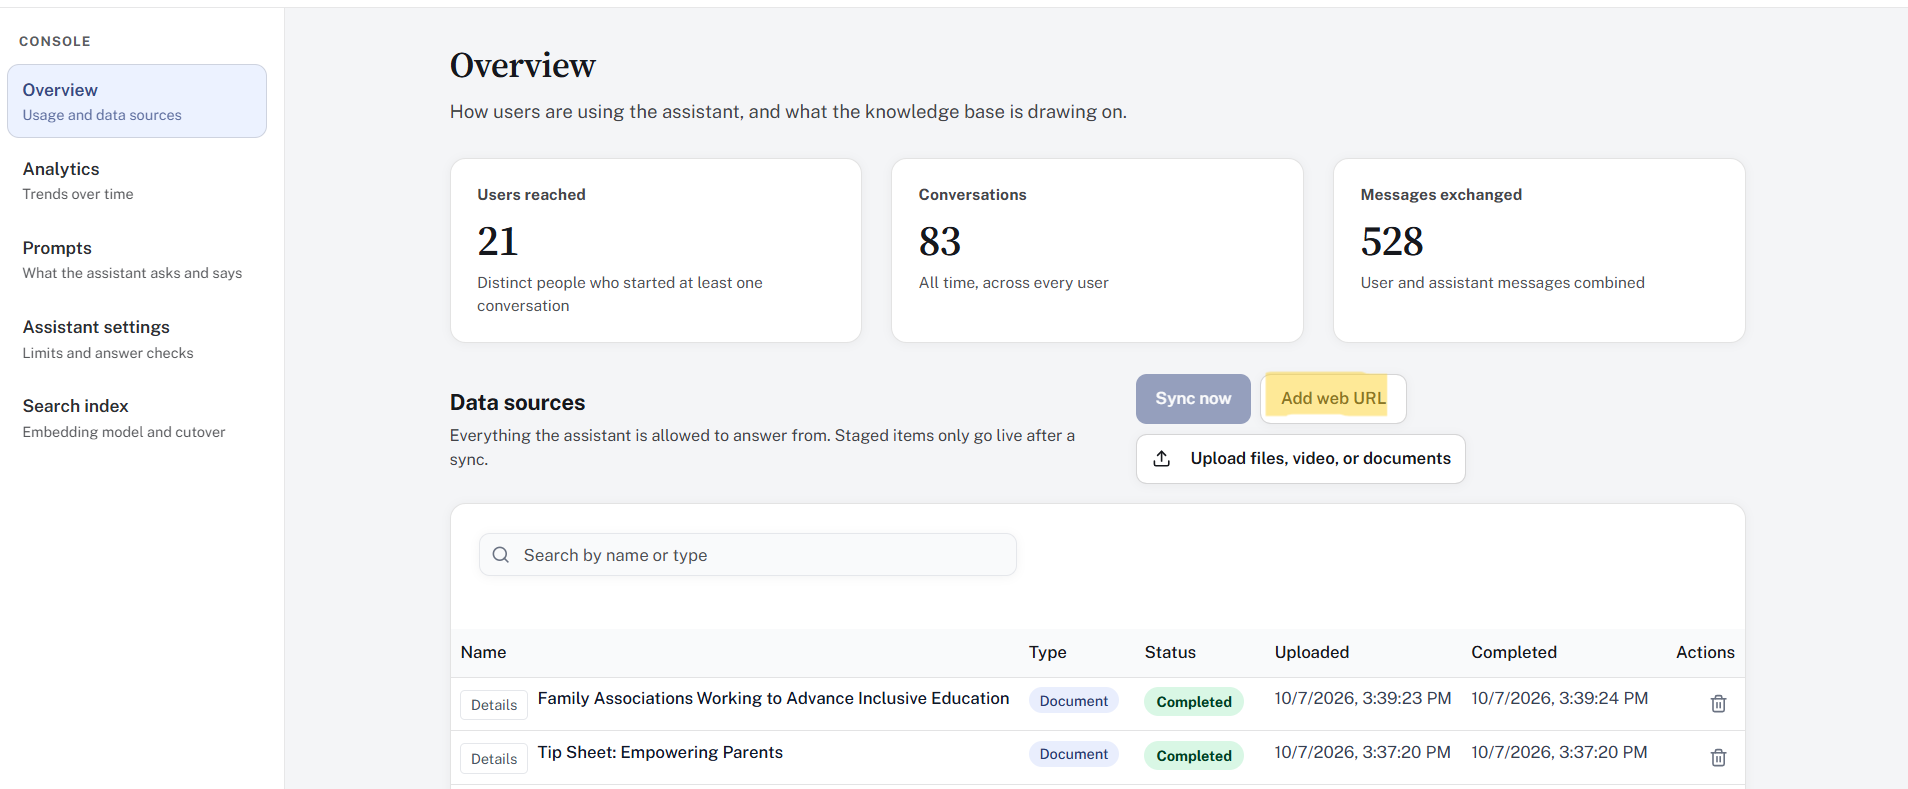 CONSOLE
Overview
Usage and data sources
Analytics
Trends over time
Prompts
What the assistant asks and says
Assistant settings
Limits and answer checks
Search index
Embedding model and cutover
Overview
How users are using the assistant, and what the knowledge base is drawing on.
Users reached
21
Distinct people who started at least one
conversation
Conversations
83
All time, across every user
Messages exchanged
528
User and assistant messages combined
Data sources
Everything the assistant is allowed to answer from. Staged items only go live after a
sync.
Sync now
Add web URL
Upload files, video, or documents
Search by name or type
Name Type Status Uploaded Completed Actions
Details Family Associations Working to Advance Inclusive Education Document Completed 10/7/2026, 3:39:23 PM 10/7/2026, 3:39:24 PM
Details Tip Sheet: Empowering Parents Document Completed 10/7/2026, 3:37:20 PM 10/7/2026, 3:37:20 PM